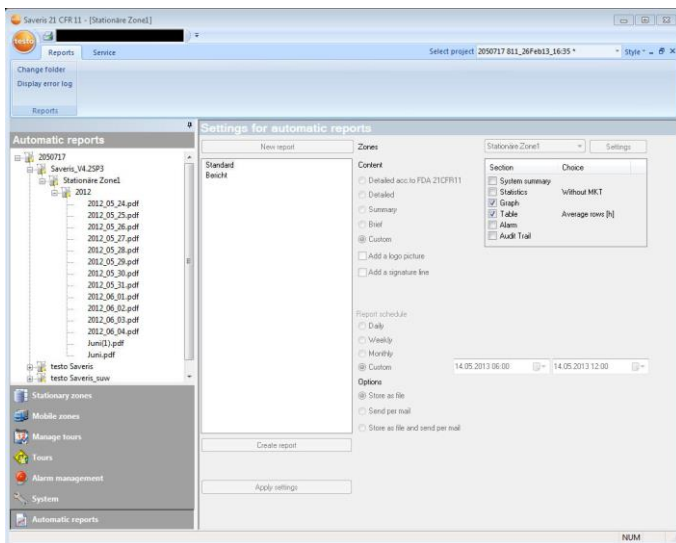 Saveris 21 CFR 11 - [Stationäre Zone1]
testo
Reports Service Select project 2050717 811_26Feb13_16:35 * Style
Change folder
Display error log
Reports
Automatic reports
2050717
Saveris_V4.2SP3
Stationäre Zone1
2012
2012_05_24.pdf
2012_05_25.pdf
2012_05_26.pdf
2012_05_27.pdf
2012_05_28.pdf
2012_05_29.pdf
2012_05_30.pdf
2012_05_31.pdf
2012_06_01.pdf
2012_06_02.pdf
2012_06_03.pdf
2012_06_04.pdf
Juni(1).pdf
Juni.pdf
testo Saveris
testo Saveris_suw
Stationary zones
Mobile zones
Manage tours
Tours
Alarm management
System
Automatic reports
Settings for automatic reports
New report
Standard
Bericht
Create report
Apply settings
Zones Stationäre Zone1 Settings
Content
Detailed acc.to FDA 21CFR11
Detailed
Summary
Brief
Custom
Add a logo picture
Add a signature line
Section Choice
System summary
Statistics Without MKT
Graph
Table Average rows [h]
Alarm
Audit Trail
Report schedule
Daily
Weekly
Monthly
Custom 14.05.2013 06:00 14.05.2013 12:00
Options
Store as file
Send per mail
Store as file and send per mail
NUM